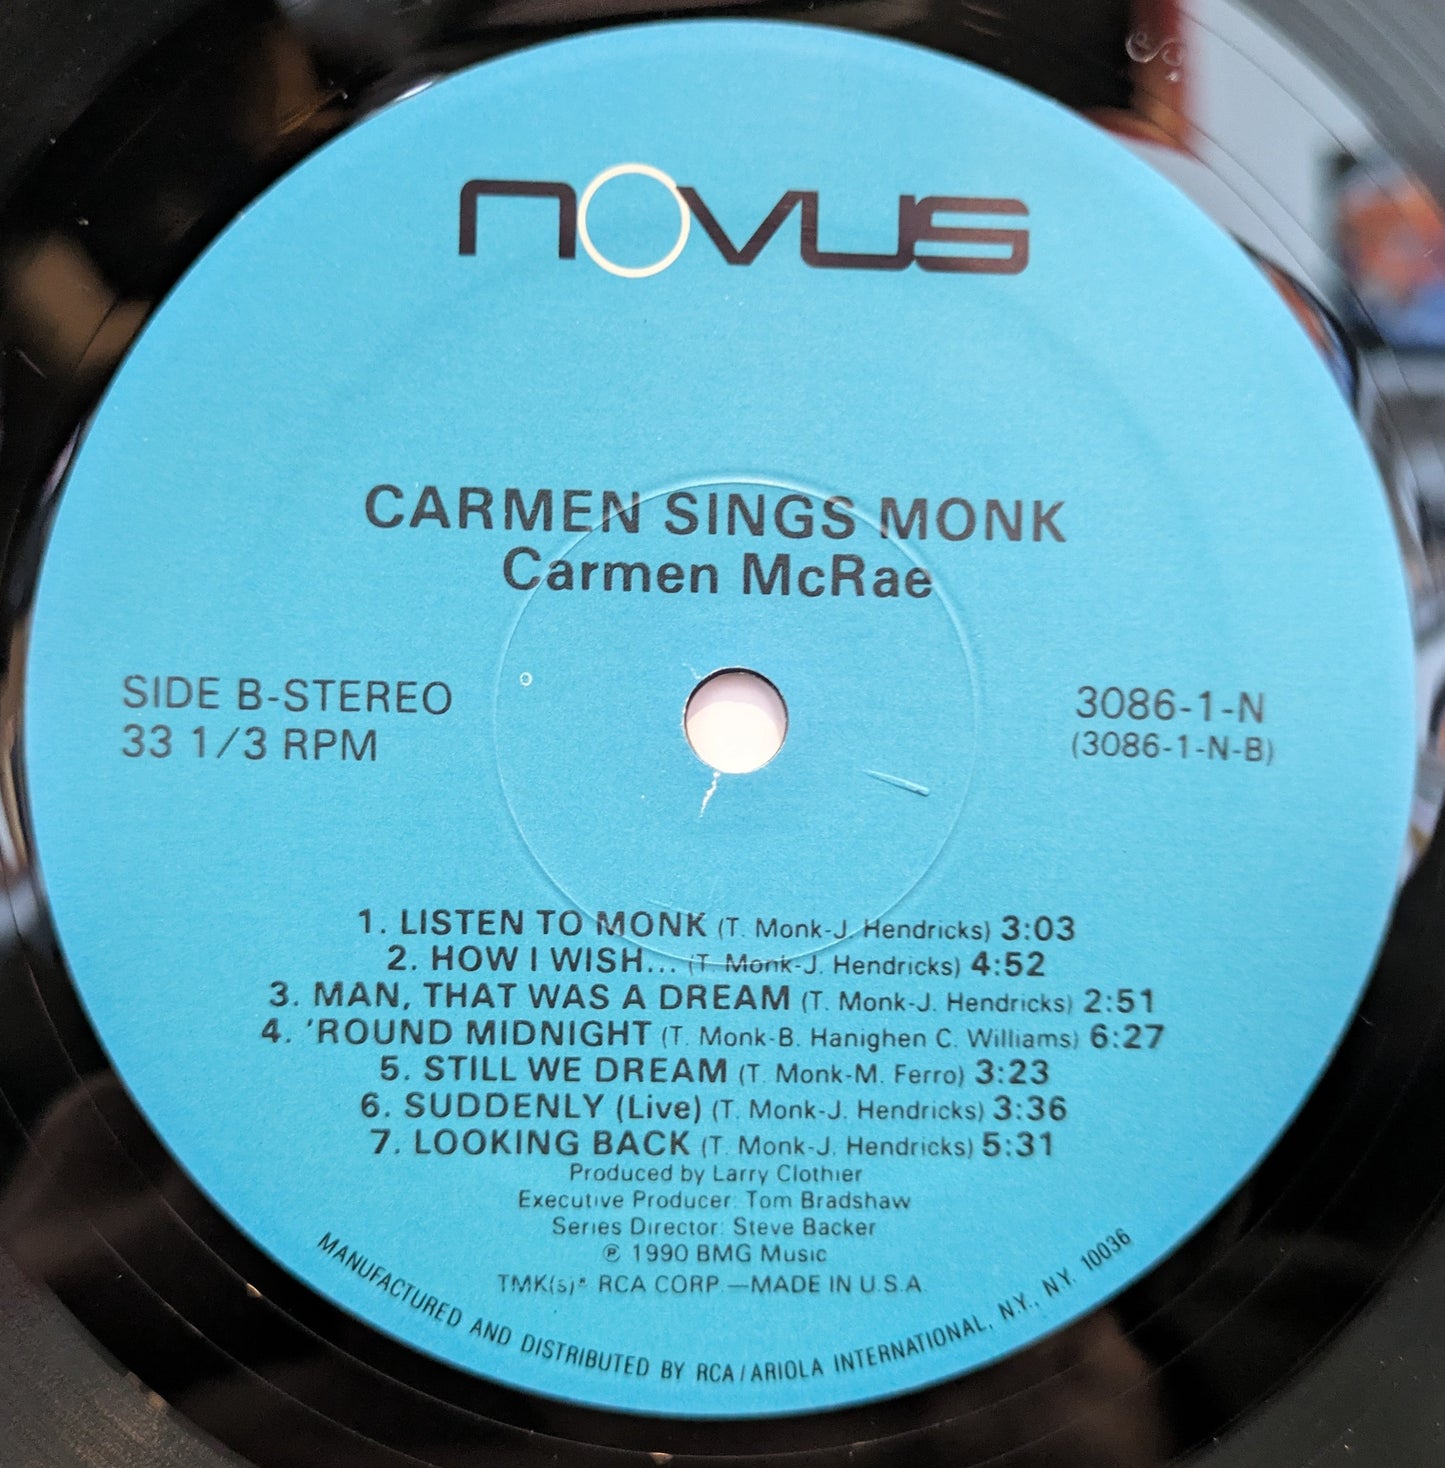 NOVUS
CARMEN SINGS MONK
Carmen McRae
SIDE B-STEREO
33 1/3 RPM
3086-1-N
(3086-1-N-B)
1. LISTEN TO MONK (T. Monk-J. Hendricks) 3:03
2. HOW I WISH... (T. Monk-J. Hendricks) 4:52
3. MAN, THAT WAS A DREAM (T. Monk-J. Hendricks) 2:51
4. 'ROUND MIDNIGHT (T. Monk-B. Hanighen C. Williams) 6:27
5. STILL WE DREAM (T. Monk-M. Ferro) 3:23
6. SUDDENLY (Live) (T. Monk-J. Hendricks) 3:36
7. LOOKING BACK (T. Monk-J. Hendricks) 5:31
Produced by Larry Clothier
Executive Producer: Tom Bradshaw
Series Director: Steve Backer
℗ 1990 BMG Music
TMK(s)® RCA CORP.—MADE IN U.S.A.
MANUFACTURED AND DISTRIBUTED BY RCA/ARIOLA INTERNATIONAL, N.Y., N.Y. 10036